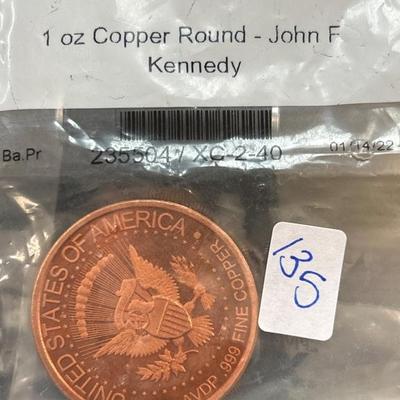 1 oz Copper Round - John F
Kennedy
Ba.Pr 235504 / XC-2-40 01/14/22
UNITED STATES OF AMERICA
AVDP .999 FINE COPPER
135